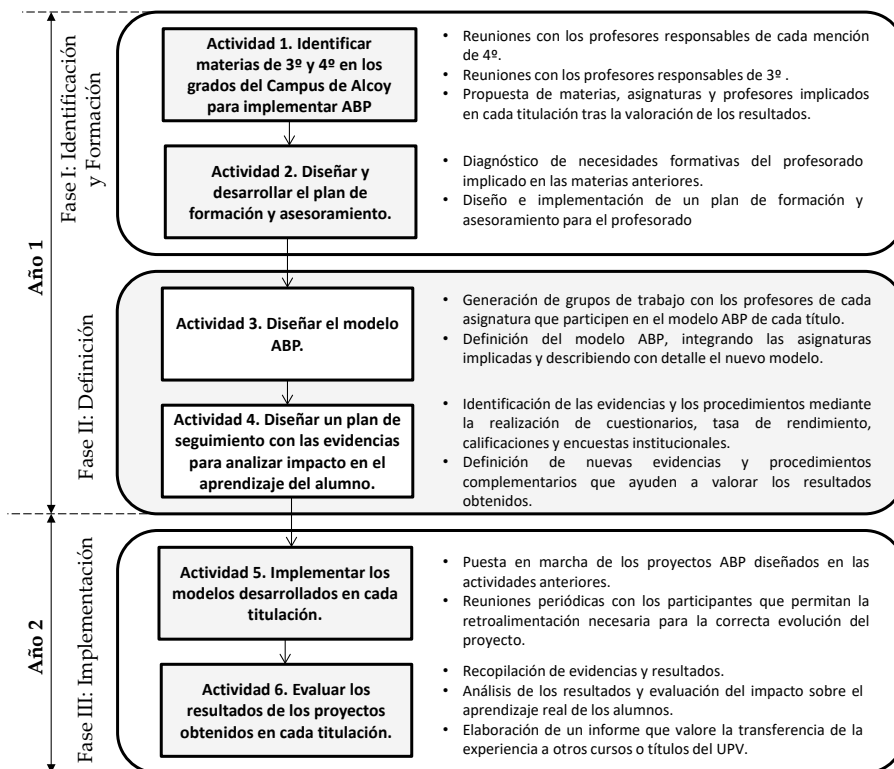 Año 1
Fase I: Identificación
y Formación
Actividad 1. Identificar
materias de 3º y 4º en los
grados del Campus de Alcoy
para implementar ABP
• Reuniones con los profesores responsables de cada mención
de 4º.
• Reuniones con los profesores responsables de 3º .
• Propuesta de materias, asignaturas y profesores implicados
en cada titulación tras la valoración de los resultados.
Actividad 2. Diseñar y
desarrollar el plan de
formación y asesoramiento.
• Diagnóstico de necesidades formativas del profesorado
implicado en las materias anteriores.
• Diseño e implementación de un plan de formación y
asesoramiento para el profesorado
Fase II: Definición
Actividad 3. Diseñar el modelo
ABP.
• Generación de grupos de trabajo con los profesores de cada
asignatura que participen en el modelo ABP de cada título.
• Definición del modelo ABP, integrando las asignaturas
implicadas y describiendo con detalle el nuevo modelo.
Actividad 4. Diseñar un plan de
seguimiento con las evidencias
para analizar impacto en el
aprendizaje del alumno.
• Identificación de las evidencias y los procedimientos mediante
la realización de cuestionarios, tasa de rendimiento,
calificaciones y encuestas institucionales.
• Definición de nuevas evidencias y procedimientos
complementarios que ayuden a valorar los resultados
obtenidos.
Año 2
Fase III: Implementación
Actividad 5. Implementar los
modelos desarrollados en cada
titulación.
• Puesta en marcha de los proyectos ABP diseñados en las
actividades anteriores.
• Reuniones periódicas con los participantes que permitan la
retroalimentación necesaria para la correcta evolución del
proyecto.
Actividad 6. Evaluar los
resultados de los proyectos
obtenidos en cada titulación.
• Recopilación de evidencias y resultados.
• Análisis de los resultados y evaluación del impacto sobre el
aprendizaje real de los alumnos.
• Elaboración de un informe que valore la transferencia de la
experiencia a otros cursos o títulos del UPV.